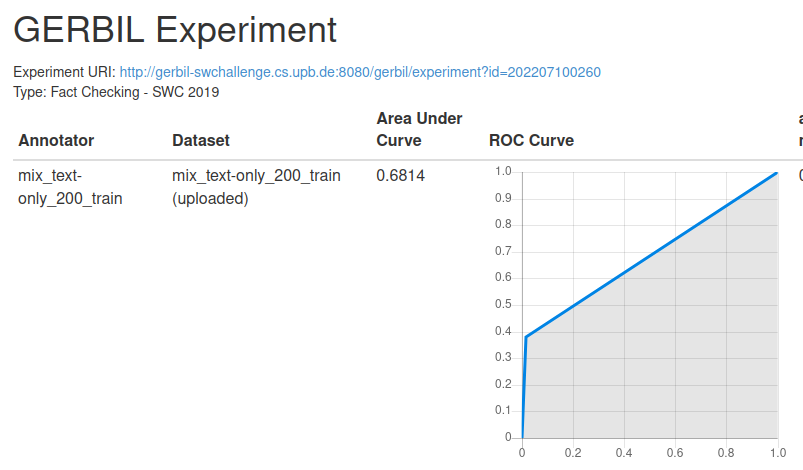 GERBIL Experiment
Experiment URI: http://gerbil-swchallenge.cs.upb.de:8080/gerbil/experiment?id=202207100260
Type: Fact Checking - SWC 2019
Annotator Dataset Area Under Curve ROC Curve
mix_text-only_200_train mix_text-only_200_train (uploaded) 0.6814
1.0
0.9
0.8
0.7
0.6
0.5
0.4
0.3
0.2
0.1
0
0 0.2 0.4 0.6 0.8 1.0